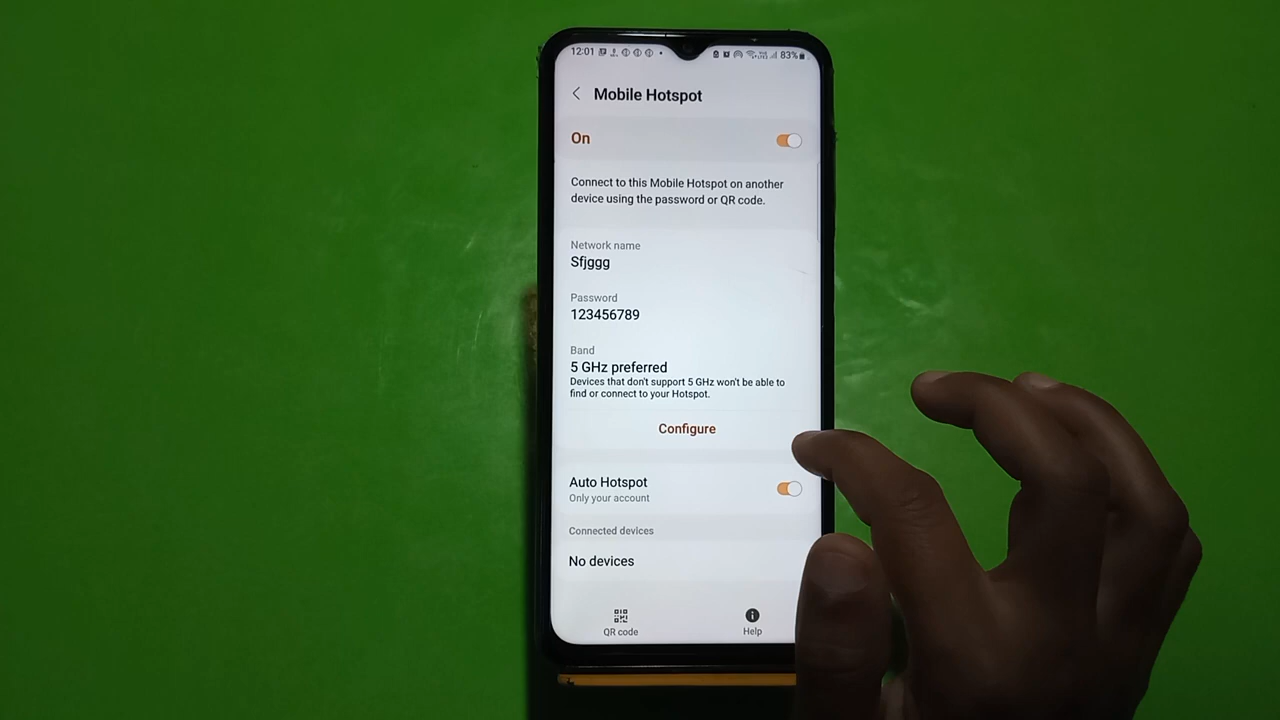 12:01 83%
Mobile Hotspot
On
Connect to this Mobile Hotspot on another
device using the password or QR code.
Network name
Sfjggg
Password
123456789
Band
5 GHz preferred
Devices that don't support 5 GHz won't be able to
find or connect to your Hotspot.
Configure
Auto Hotspot
Only your account
Connected devices
No devices
QR code Help